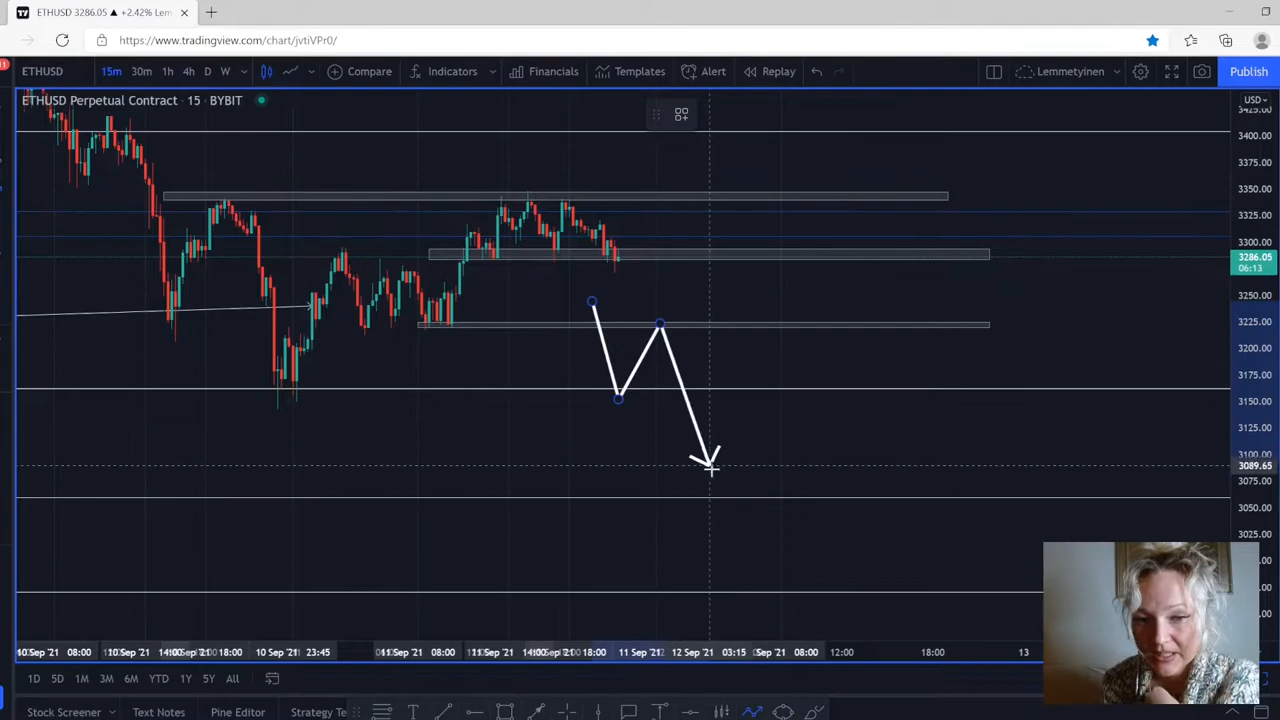 ETHUSD 3286.05 ▲ +2.42% Lem
https://www.tradingview.com/chart/jvtiVPr0/
11
ETHUSD 15m 30m 1h 4h D W Compare Indicators Financials Templates Alert Replay Lemmetyinen Publish
ETHUSD Perpetual Contract · 15 · BYBIT
USD
3425.00
3400.00
3375.00
3350.00
3325.00
3300.00
3286.05
06:13
3250.00
3225.00
3200.00
3175.00
3150.00
3125.00
3100.00
3089.65
3075.00
3050.00
3025.00
10 Sep '21 08:00 10 Sep '21 18:00 10 Sep '21 23:45 08:00 11 Sep '21 18:00 11 Sep '21 12 Sep '21 03:15 Sep '21 08:00 12:00 18:00 13
1D 5D 1M 3M 6M YTD 1Y 5Y All
Stock Screener Text Notes Pine Editor Strategy Te